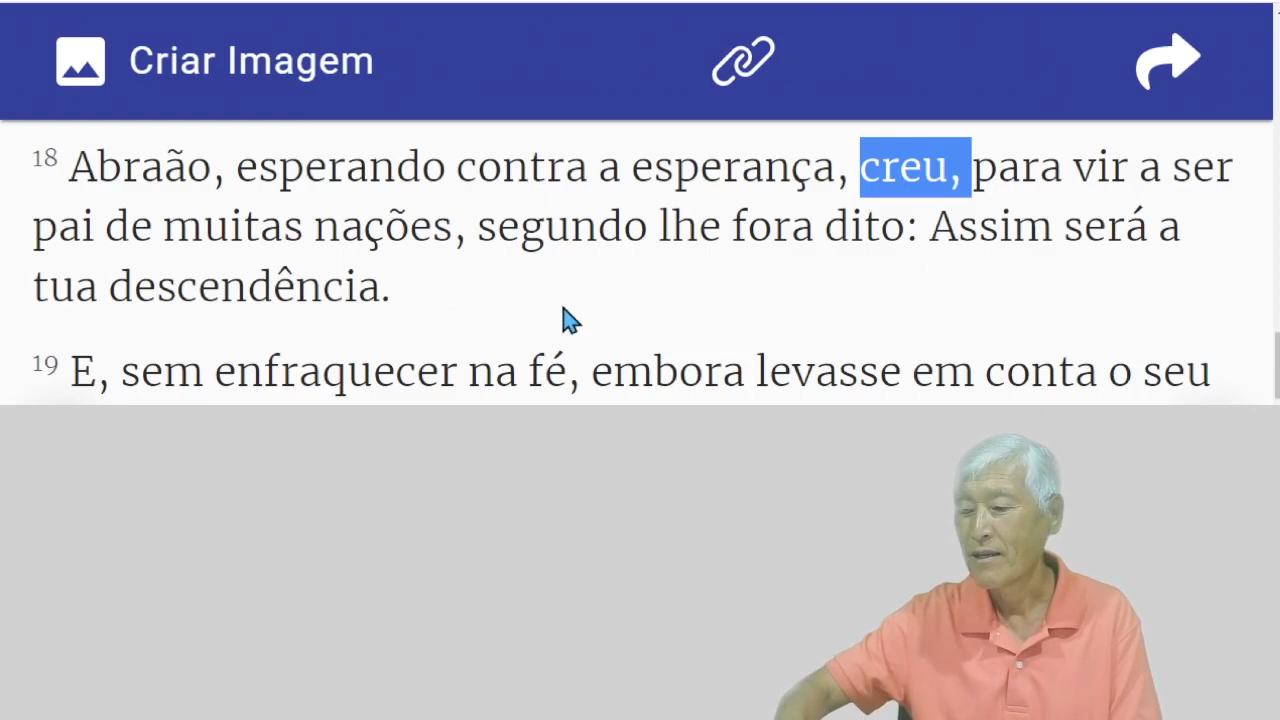 Criar Imagem
18 Abraão, esperando contra a esperança, creu, para vir a ser
pai de muitas nações, segundo lhe fora dito: Assim será a
tua descendência.
19 E, sem enfraquecer na fé, embora levasse em conta o seu